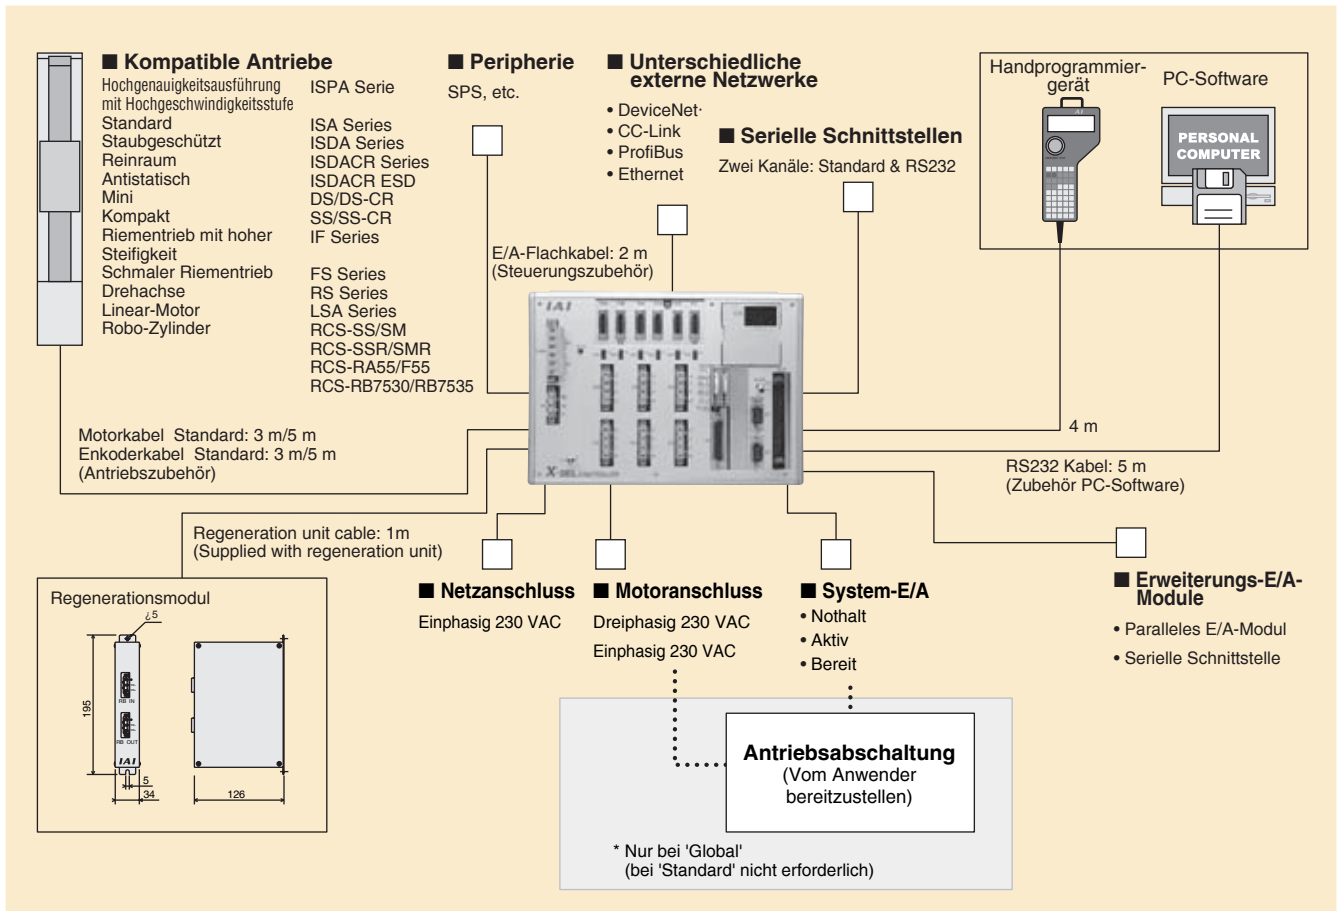 ■ Kompatible Antriebe
Hochgenauigkeitsausführung
mit Hochgeschwindigkeitsstufe ISPA Serie
Standard ISA Series
Staubgeschützt ISDA Series
Reinraum ISDACR Series
Antistatisch ISDACR ESD
Mini DS/DS-CR
Kompakt SS/SS-CR
Riementrieb mit hoher IF Series
Steifigkeit
Schmaler Riementrieb FS Series
Drehachse RS Series
Linear-Motor LSA Series
Robo-Zylinder RCS-SS/SM
RCS-SSR/SMR
RCS-RA55/F55
RCS-RB7530/RB7535
■ Peripherie
SPS, etc.
■ Unterschiedliche
externe Netzwerke
• DeviceNet·
• CC-Link
• ProfiBus
• Ethernet
■ Serielle Schnittstellen
Zwei Kanäle: Standard & RS232
Handprogrammier-
gerät
PC-Software
PERSONAL
COMPUTER
E/A-Flachkabel: 2 m
(Steuerungszubehör)
IAI
X-SEL
Motorkabel Standard: 3 m/5 m
Enkoderkabel Standard: 3 m/5 m
(Antriebszubehör)
4 m
RS232 Kabel: 5 m
(Zubehör PC-Software)
Regeneration unit cable: 1m
(Supplied with regeneration unit)
Regenerationsmodul
¿5
195
RB IN
RB OUT
IAI
5
34
126
■ Netzanschluss
Einphasig 230 VAC
■ Motoranschluss
Dreiphasig 230 VAC
Einphasig 230 VAC
■ System-E/A
• Nothalt
• Aktiv
• Bereit
■ Erweiterungs-E/A-
Module
• Paralleles E/A-Modul
• Serielle Schnittstelle
Antriebsabschaltung
(Vom Anwender
bereitzustellen)
* Nur bei 'Global'
(bei 'Standard' nicht erforderlich)